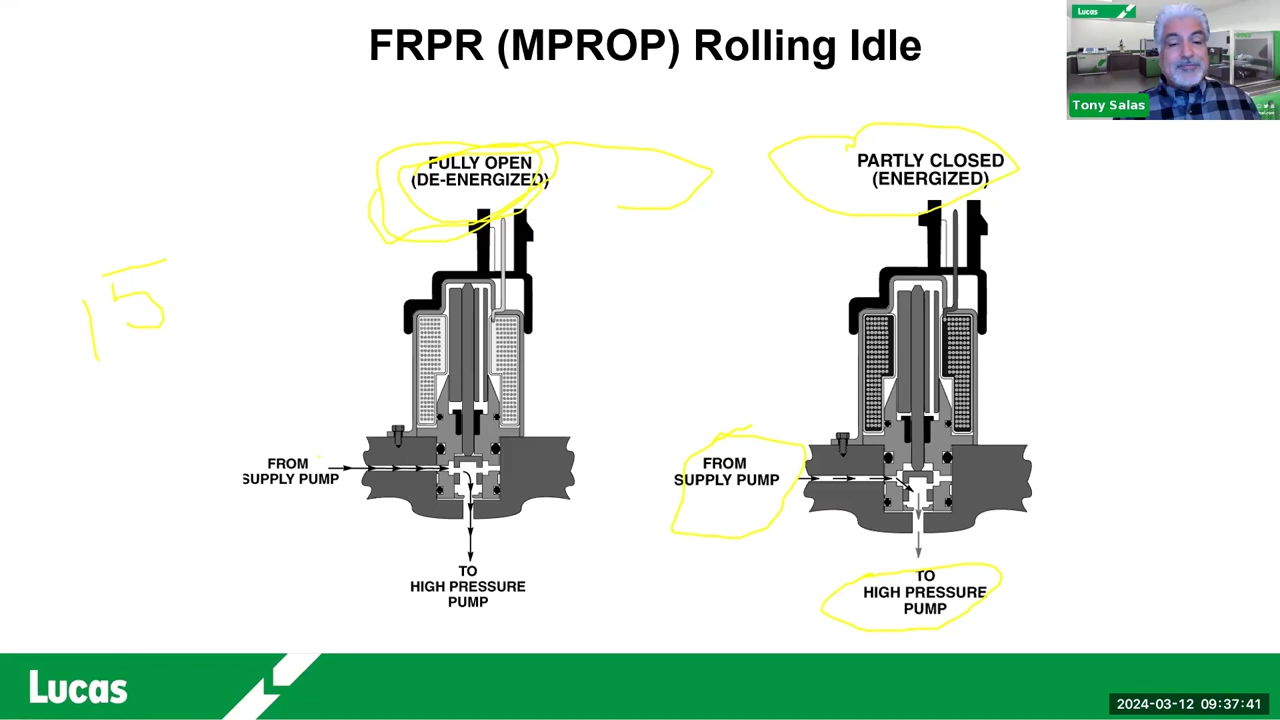 FRPR (MPROP) Rolling Idle
Lucas
Tony Salas
FULLY OPEN
(DE-ENERGIZED)
PARTLY CLOSED
(ENERGIZED)
15
FROM
SUPPLY PUMP
FROM
SUPPLY PUMP
TO
HIGH PRESSURE
PUMP
TO
HIGH PRESSURE
PUMP
Lucas
2024-03-12 09:37:41